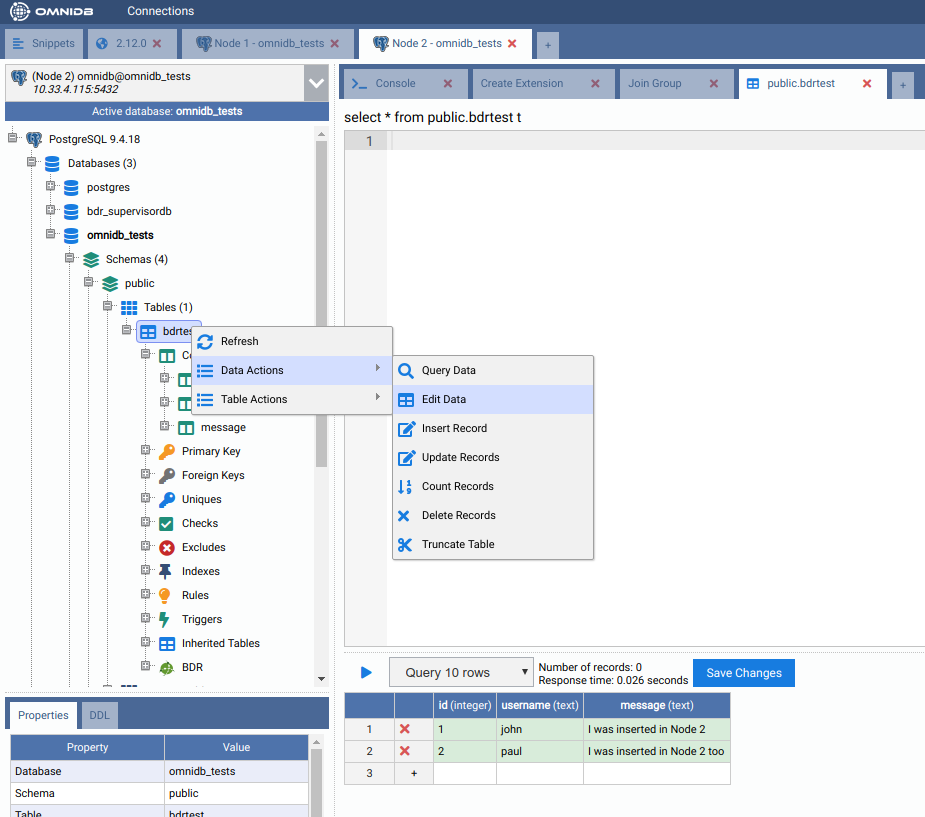 OMNIDB Connections
Snippets 2.12.0 Node 1 - omnidb_tests Node 2 - omnidb_tests +
(Node 2) omnidb@omnidb_tests
10.33.4.115:5432
Active database: omnidb_tests
PostgreSQL 9.4.18
Databases (3)
postgres
bdr_supervisordb
omnidb_tests
Schemas (4)
public
Tables (1)
bdrtes
Co
message
Primary Key
Foreign Keys
Uniques
Checks
Excludes
Indexes
Rules
Triggers
Inherited Tables
BDR
Refresh
Data Actions
Table Actions
Query Data
Edit Data
Insert Record
Update Records
Count Records
Delete Records
Truncate Table
Properties DDL
Property Value
Database omnidb_tests
Schema public
Table bdrtest
Console Create Extension Join Group public.bdrtest +
select * from public.bdrtest t
1
Query 10 rows
Number of records: 0
Response time: 0.026 seconds
Save Changes
id (integer) username (text) message (text)
1 1 john I was inserted in Node 2
2 2 paul I was inserted in Node 2 too
3 +